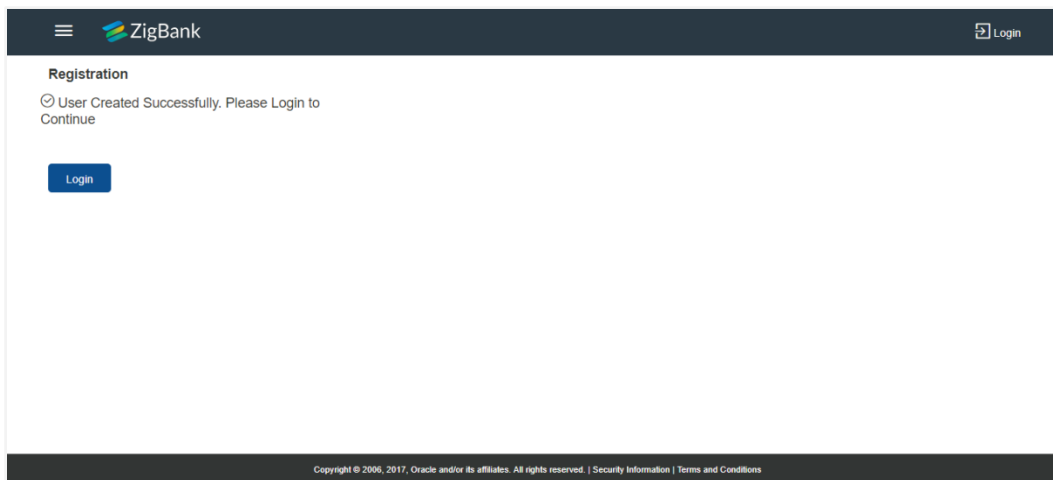 ZigBank
Login
Registration
User Created Successfully. Please Login to
Continue
Login
Copyright © 2006, 2017, Oracle and/or its affiliates. All rights reserved. | Security Information | Terms and Conditions